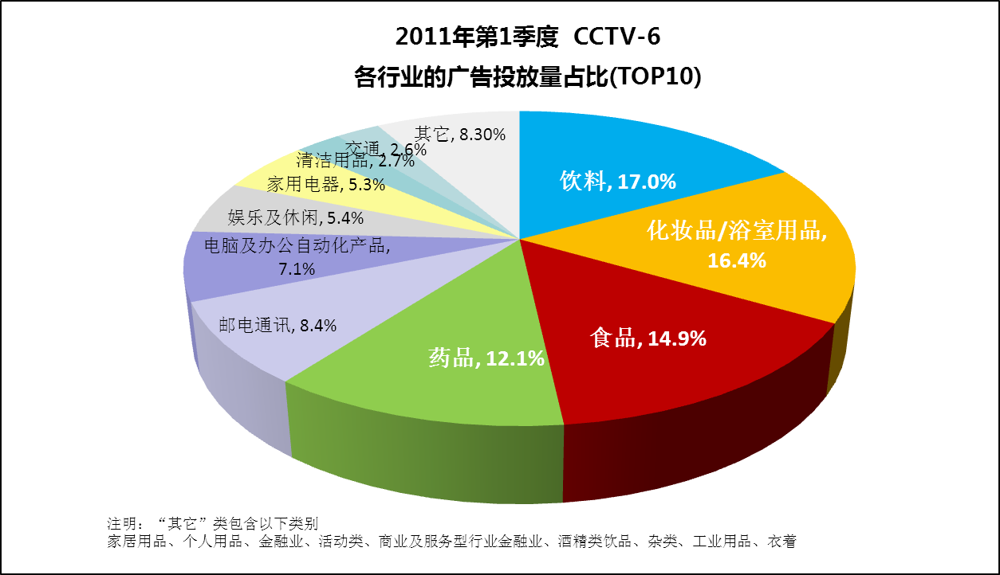 2011年第1季度 CCTV-6
各行业的广告投放量占比(TOP10)
其它, 8.30%
交通, 2.6%
清洁用品, 2.7%
家用电器, 5.3%
娱乐及休闲, 5.4%
电脑及办公自动化产品,
7.1%
邮电通讯, 8.4%
饮料, 17.0%
化妆品/浴室用品,
16.4%
食品, 14.9%
药品, 12.1%
注明：“其它”类包含以下类别
家居用品、个人用品、金融业、活动类、商业及服务型行业金融业、酒精类饮品、杂类、工业用品、衣着